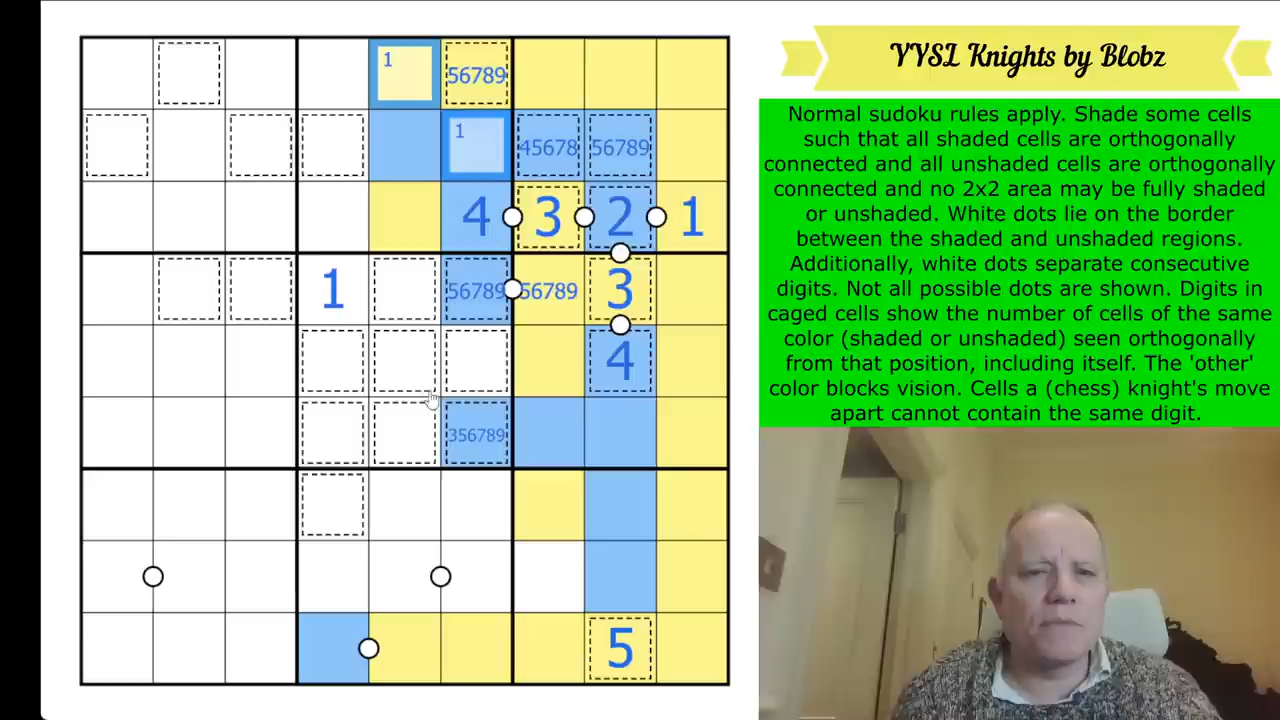 YYSL Knights by Blobz
Normal sudoku rules apply. Shade some cells
such that all shaded cells are orthogonally
connected and all unshaded cells are orthogonally
connected and no 2x2 area may be fully shaded
or unshaded. White dots lie on the border
between the shaded and unshaded regions.
Additionally, white dots separate consecutive
digits. Not all possible dots are shown. Digits in
caged cells show the number of cells of the same
color (shaded or unshaded) seen orthogonally
from that position, including itself. The 'other'
color blocks vision. Cells a (chess) knight's move
apart cannot contain the same digit.
1 56789
1 45678 56789
4 3 2 1
1 56789 56789 3
4
356789
5